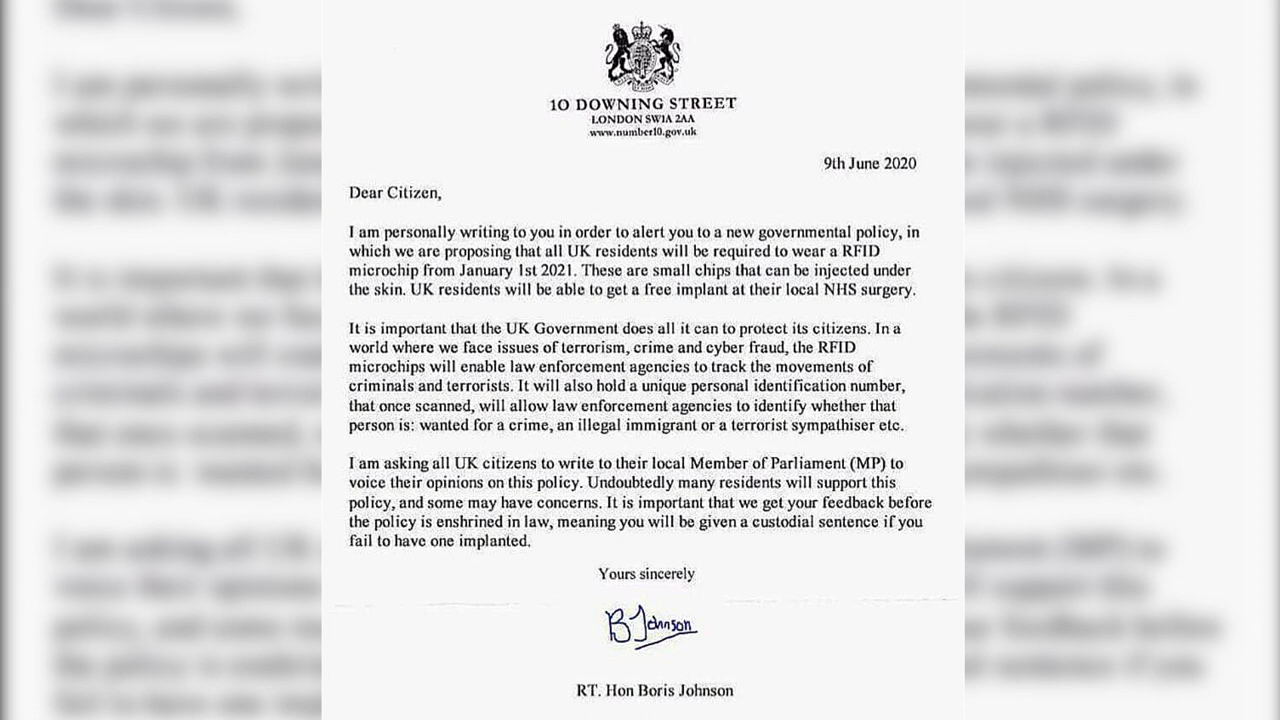 10 DOWNING STREET
LONDON SW1A 2AA
www.number10.gov.uk
9th June 2020
Dear Citizen,
I am personally writing to you in order to alert you to a new governmental policy, in
which we are proposing that all UK residents will be required to wear a RFID
microchip from January 1st 2021. These are small chips that can be injected under
the skin. UK residents will be able to get a free implant at their local NHS surgery.
It is important that the UK Government does all it can to protect its citizens. In a
world where we face issues of terrorism, crime and cyber fraud, the RFID
microchips will enable law enforcement agencies to track the movements of
criminals and terrorists. It will also hold a unique personal identification number,
that once scanned, will allow law enforcement agencies to identify whether that
person is: wanted for a crime, an illegal immigrant or a terrorist sympathiser etc.
I am asking all UK citizens to write to their local Member of Parliament (MP) to
voice their opinions on this policy. Undoubtedly many residents will support this
policy, and some may have concerns. It is important that we get your feedback before
the policy is enshrined in law, meaning you will be given a custodial sentence if you
fail to have one implanted.
Yours sincerely
B Johnson
RT. Hon Boris Johnson